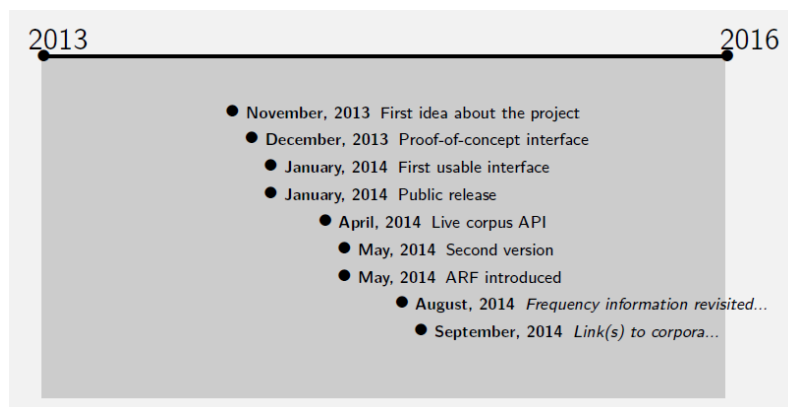 2013 2016
November, 2013 First idea about the project
December, 2013 Proof-of-concept interface
January, 2014 First usable interface
January, 2014 Public release
April, 2014 Live corpus API
May, 2014 Second version
May, 2014 ARF introduced
August, 2014 Frequency information revisited...
September, 2014 Link(s) to corpora...